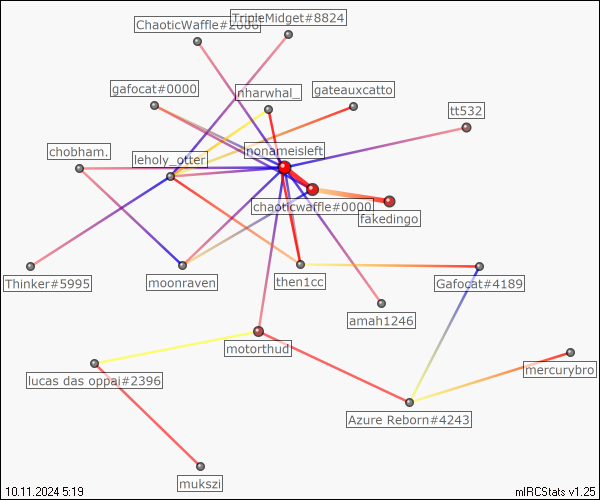 TripleMidget#8824
ChaoticWaffle#2686
gafocat#0000
nharwhal_
gateauxcatto
tt532
chobham.
leholy_otter
nonameisleft
chaoticwaffle#0000
fakedingo
Thinker#5995
moonraven
then1cc
Gafocat#4189
amah1246
motorthud
mercurybro
lucas das oppai#2396
Azure Reborn#4243
mukszi
10.11.2024 5:19
mIRCStats v1.25